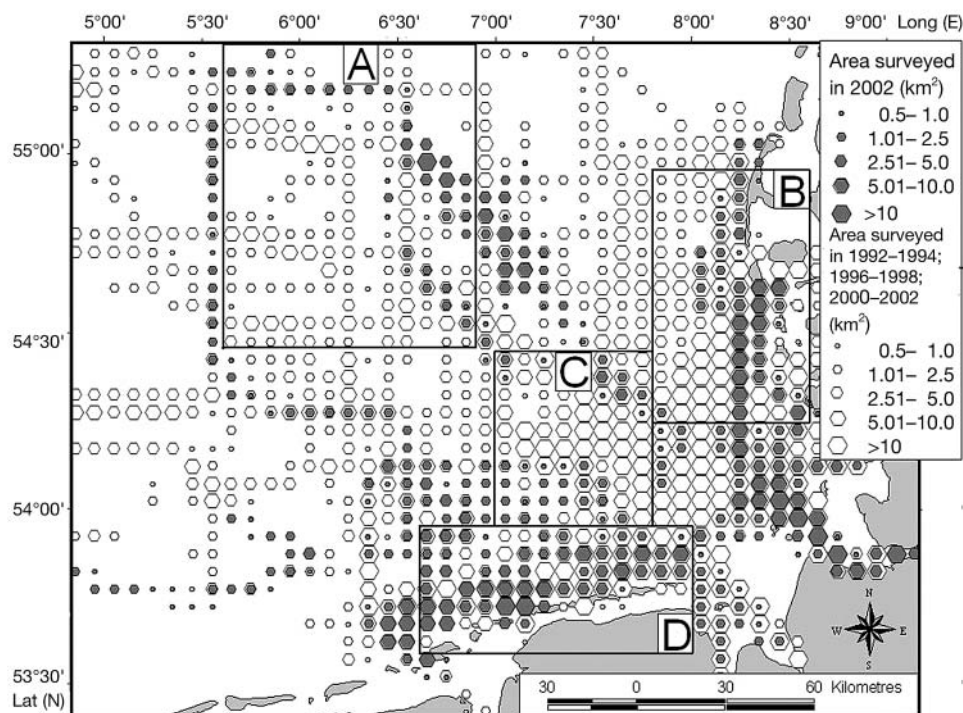 5°00' 5°30' 6°00' 6°30' 7°00' 7°30' 8°00' 8°30' 9°00' Long (E)
55°00'
54°30'
54°00'
53°30'
Lat (N)
A
B
C
D
Area surveyed
in 2002 (km²)
0.5– 1.0
1.01– 2.5
2.51– 5.0
5.01–10.0
>10
Area surveyed
in 1992–1994;
1996–1998;
2000–2002
(km²)
0.5– 1.0
1.01– 2.5
2.51– 5.0
5.01–10.0
>10
N
W E
S
30 0 30 60 Kilometres